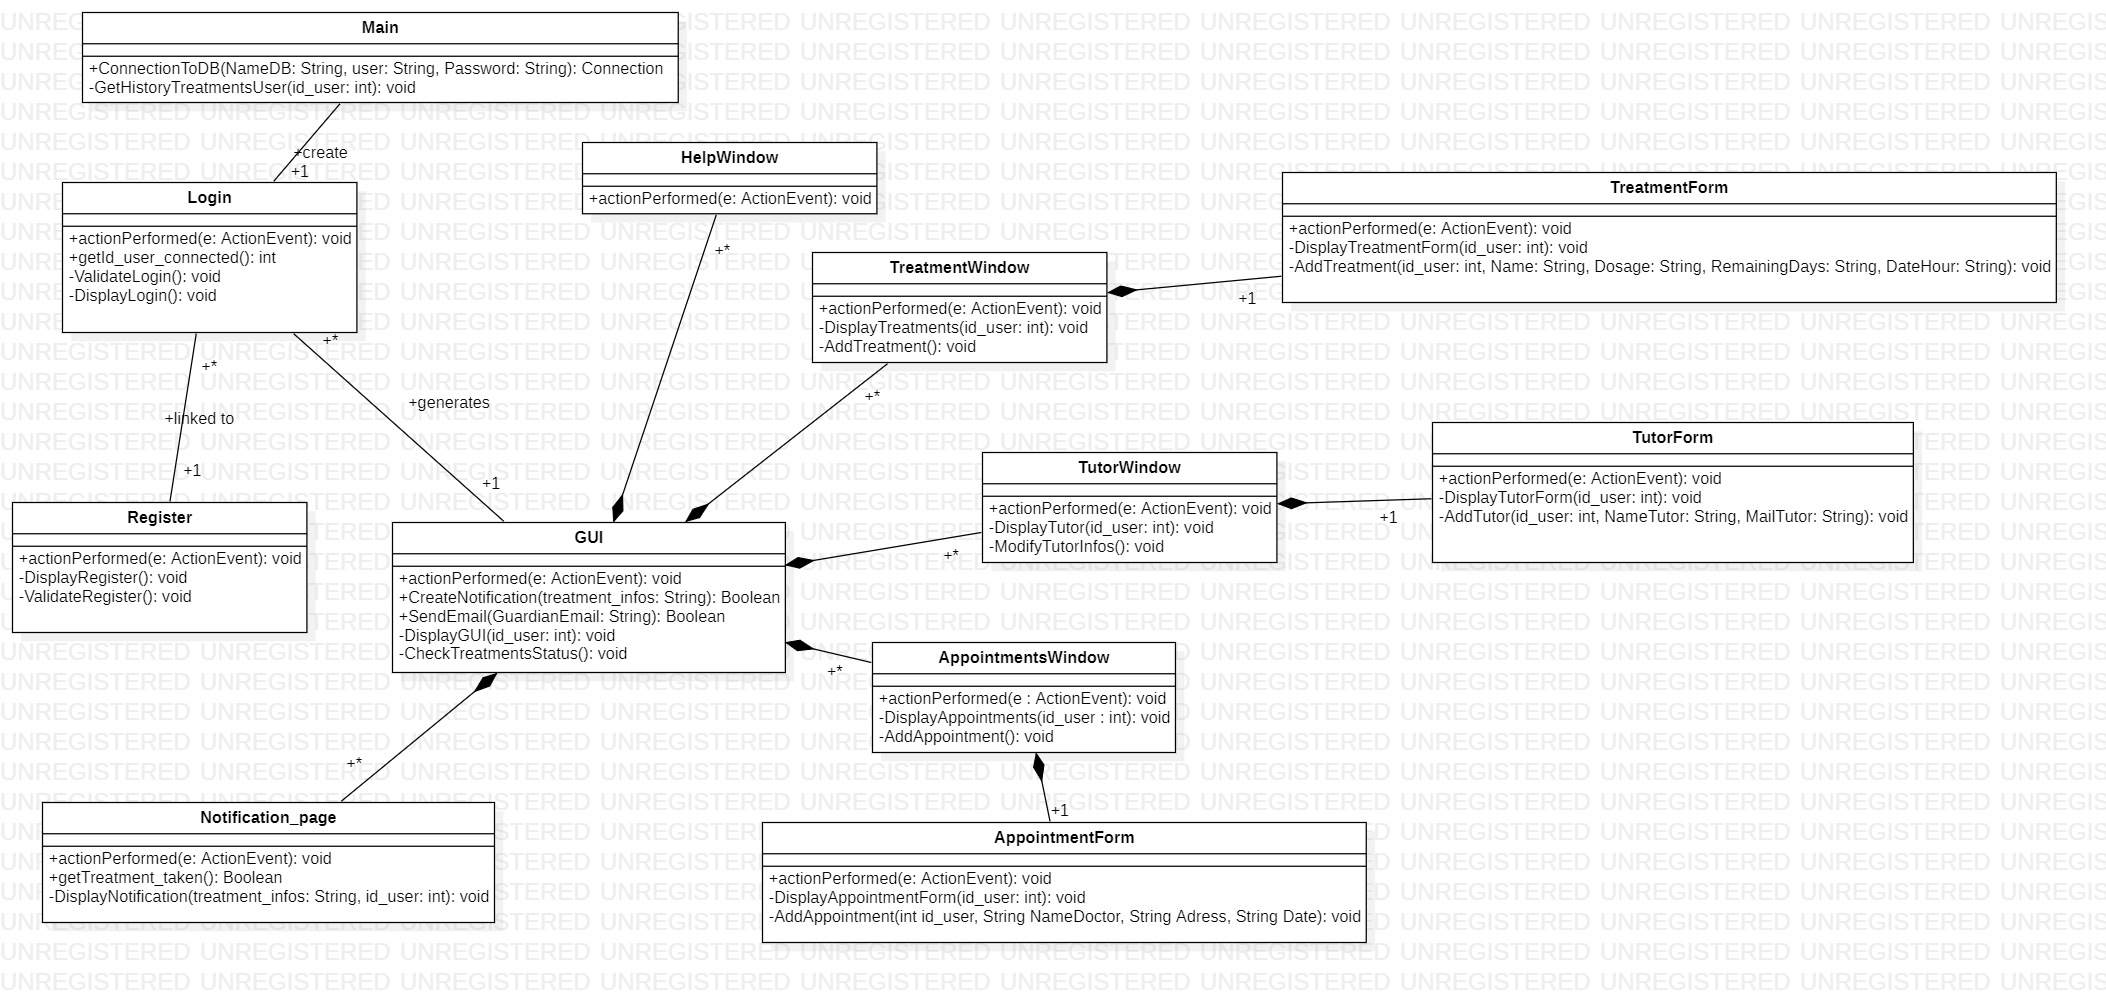 Main
+ConnectionToDB(NameDB: String, user: String, Password: String): Connection
-GetHistoryTreatmentsUser(id_user: int): void
+create
+1
Login
+actionPerformed(e: ActionEvent): void
+getId_user_connected(): int
-ValidateLogin(): void
-DisplayLogin(): void
+*
+linked to
+1
+*
+generates
+1
Register
+actionPerformed(e: ActionEvent): void
-DisplayRegister(): void
-ValidateRegister(): void
HelpWindow
+actionPerformed(e: ActionEvent): void
+*
TreatmentWindow
+actionPerformed(e: ActionEvent): void
-DisplayTreatments(id_user: int): void
-AddTreatment(): void
+*
+1
TreatmentForm
+actionPerformed(e: ActionEvent): void
-DisplayTreatmentForm(id_user: int): void
-AddTreatment(id_user: int, Name: String, Dosage: String, RemainingDays: String, DateHour: String): void
TutorWindow
+actionPerformed(e: ActionEvent): void
-DisplayTutor(id_user: int): void
-ModifyTutorInfos(): void
+*
+1
TutorForm
+actionPerformed(e: ActionEvent): void
-DisplayTutorForm(id_user: int): void
-AddTutor(id_user: int, NameTutor: String, MailTutor: String): void
GUI
+actionPerformed(e: ActionEvent): void
+CreateNotification(treatment_infos: String): Boolean
+SendEmail(GuardianEmail: String): Boolean
-DisplayGUI(id_user: int): void
-CheckTreatmentsStatus(): void
+*
AppointmentsWindow
+actionPerformed(e : ActionEvent): void
-DisplayAppointments(id_user : int): void
-AddAppointment(): void
+1
AppointmentForm
+actionPerformed(e: ActionEvent): void
-DisplayAppointmentForm(id_user: int): void
-AddAppointment(int id_user, String NameDoctor, String Adress, String Date): void
+*
Notification_page
+actionPerformed(e: ActionEvent): void
+getTreatment_taken(): Boolean
-DisplayNotification(treatment_infos: String, id_user: int): void
UNREGISTERED